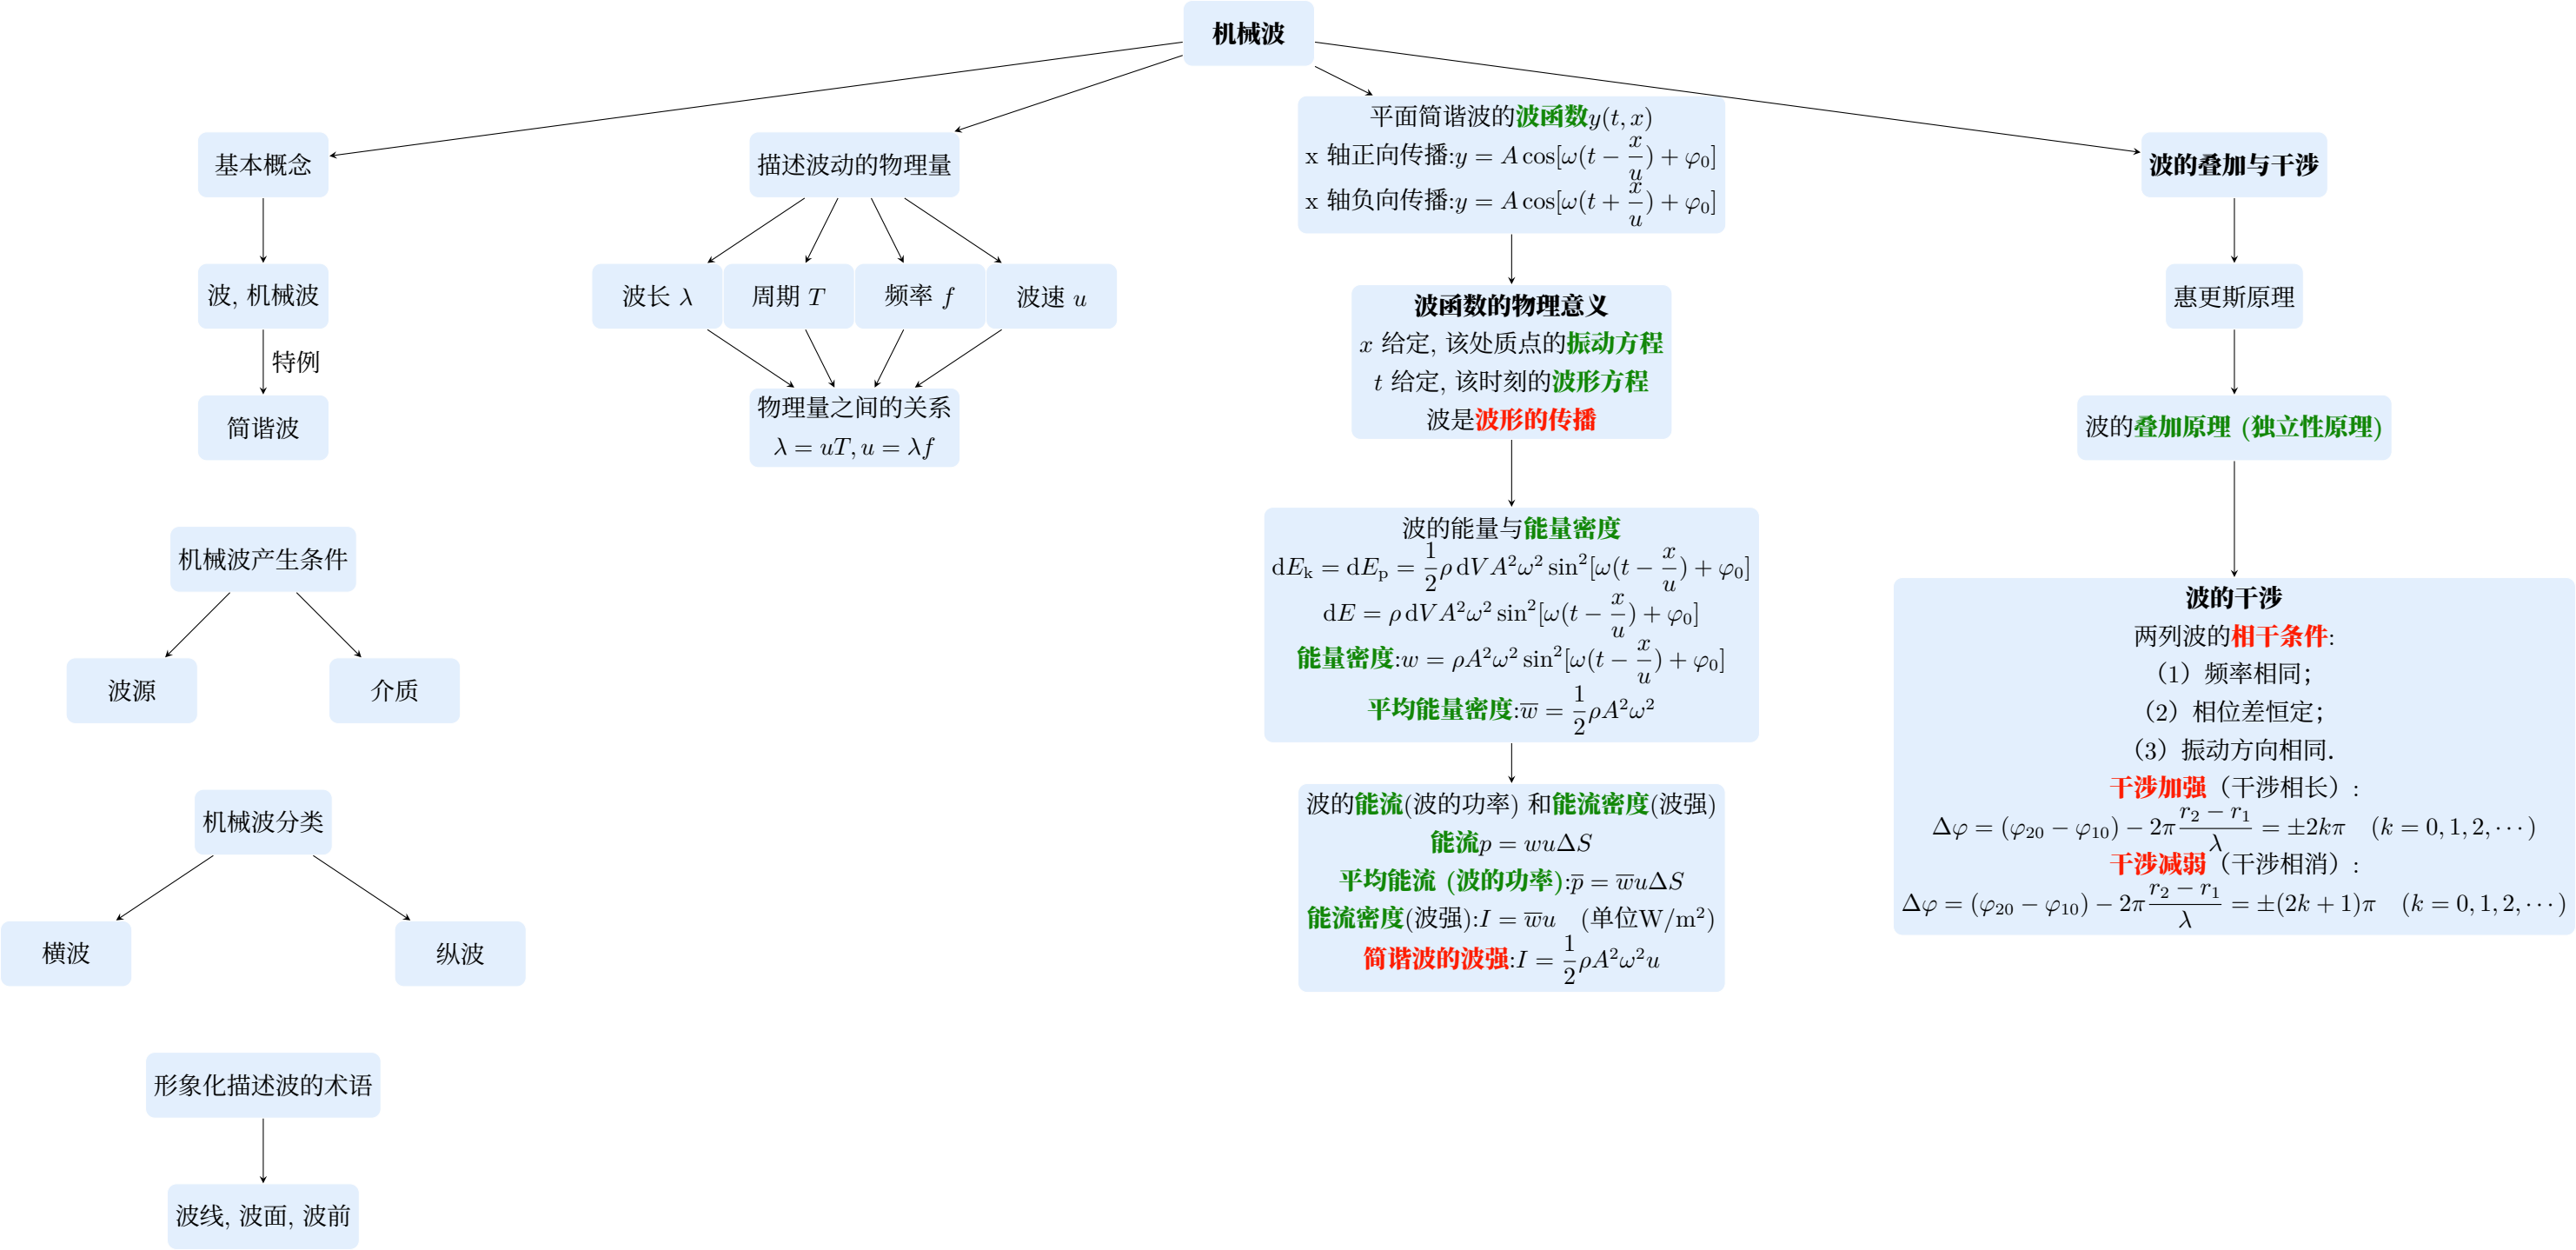 机械波
基本概念
波, 机械波
特例
简谐波
机械波产生条件
波源
介质
机械波分类
横波
纵波
形象化描述波的术语
波线, 波面, 波前
描述波动的物理量
波长 λ
周期 T
频率 f
波速 u
物理量之间的关系
λ = uT, u = λf
平面简谐波的波函数y(t, x)
x 轴正向传播:y = A cos[ω(t − x/u) + φ₀]
x 轴负向传播:y = A cos[ω(t + x/u) + φ₀]
波函数的物理意义
x 给定, 该处质点的振动方程
t 给定, 该时刻的波形方程
波是波形的传播
波的能量与能量密度
dE_k = dE_p = 1/2 ρ dV A²ω² sin²[ω(t − x/u) + φ₀]
dE = ρ dV A²ω² sin²[ω(t − x/u) + φ₀]
能量密度:w = ρA²ω² sin²[ω(t − x/u) + φ₀]
平均能量密度:w̅ = 1/2 ρA²ω²
波的能流(波的功率) 和能流密度(波强)
能流p = wuΔS
平均能流 (波的功率):p̅ = w̅uΔS
能流密度(波强):I = w̅u (单位W/m²)
简谐波的波强:I = 1/2 ρA²ω²u
波的叠加与干涉
惠更斯原理
波的叠加原理 (独立性原理)
波的干涉
两列波的相干条件:
（1）频率相同；
（2）相位差恒定；
（3）振动方向相同.
干涉加强（干涉相长）:
Δφ = (φ₂₀ − φ₁₀) − 2π (r₂ − r₁)/λ = ±2kπ (k = 0, 1, 2, ⋯)
干涉减弱（干涉相消）:
Δφ = (φ₂₀ − φ₁₀) − 2π (r₂ − r₁)/λ = ±(2k + 1)π (k = 0, 1, 2, ⋯)